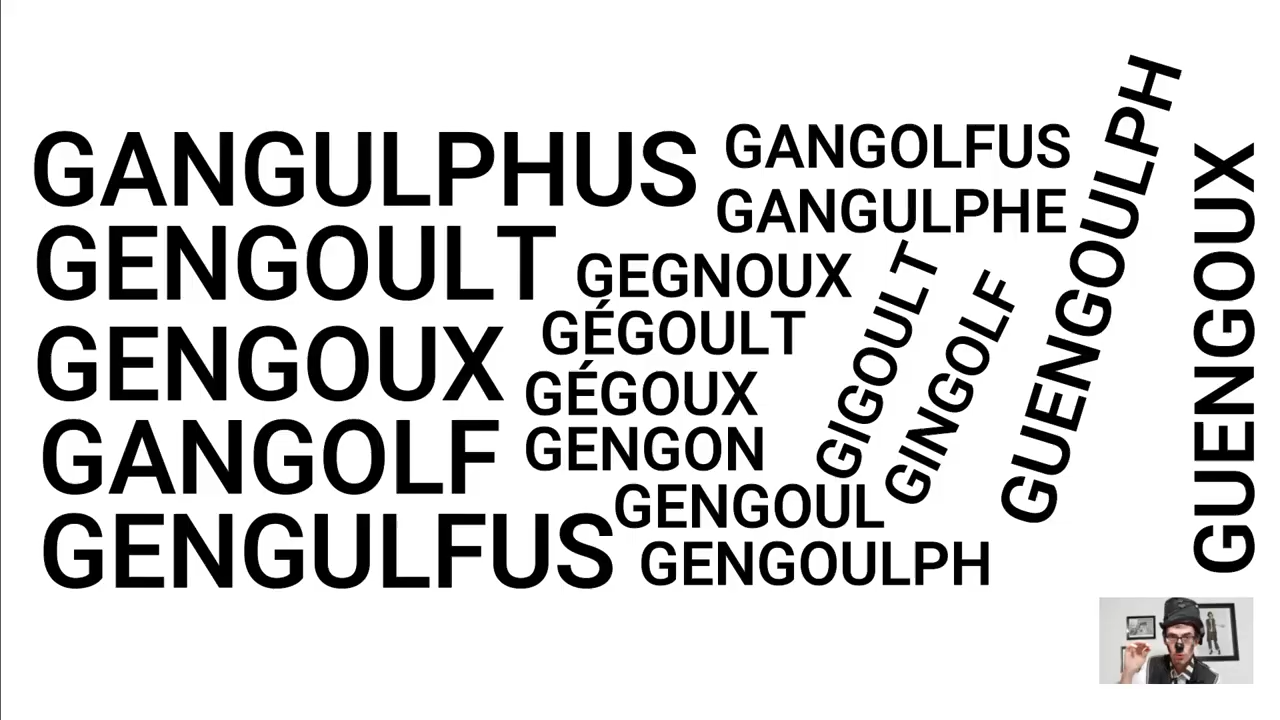 GANGULPHUS
GENGOULT
GENGOUX
GANGOLF
GENGULFUS
GANGOLFUS
GANGULPHE
GEGNOUX
GÉGOULT
GÉGOUX
GENGON
GENGOUL
GENGOULPH
GIGOULT
GINGOLF
GUENGOULPH
GUENGOUX